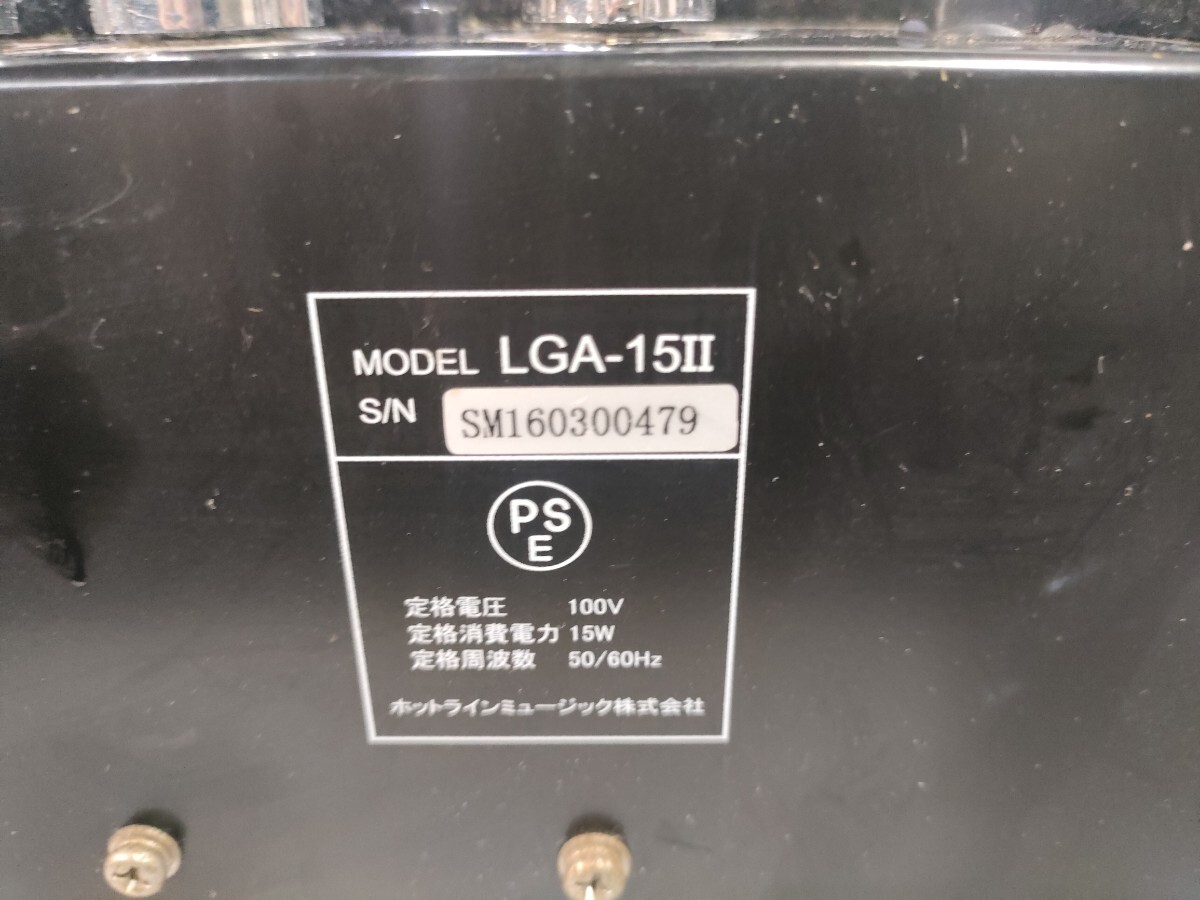 MODEL LGA-15II
S/N SM160300479
PS
E
定格電圧 100V
定格消費電力 15W
定格周波数 50/60Hz
ホットラインミュージック株式会社